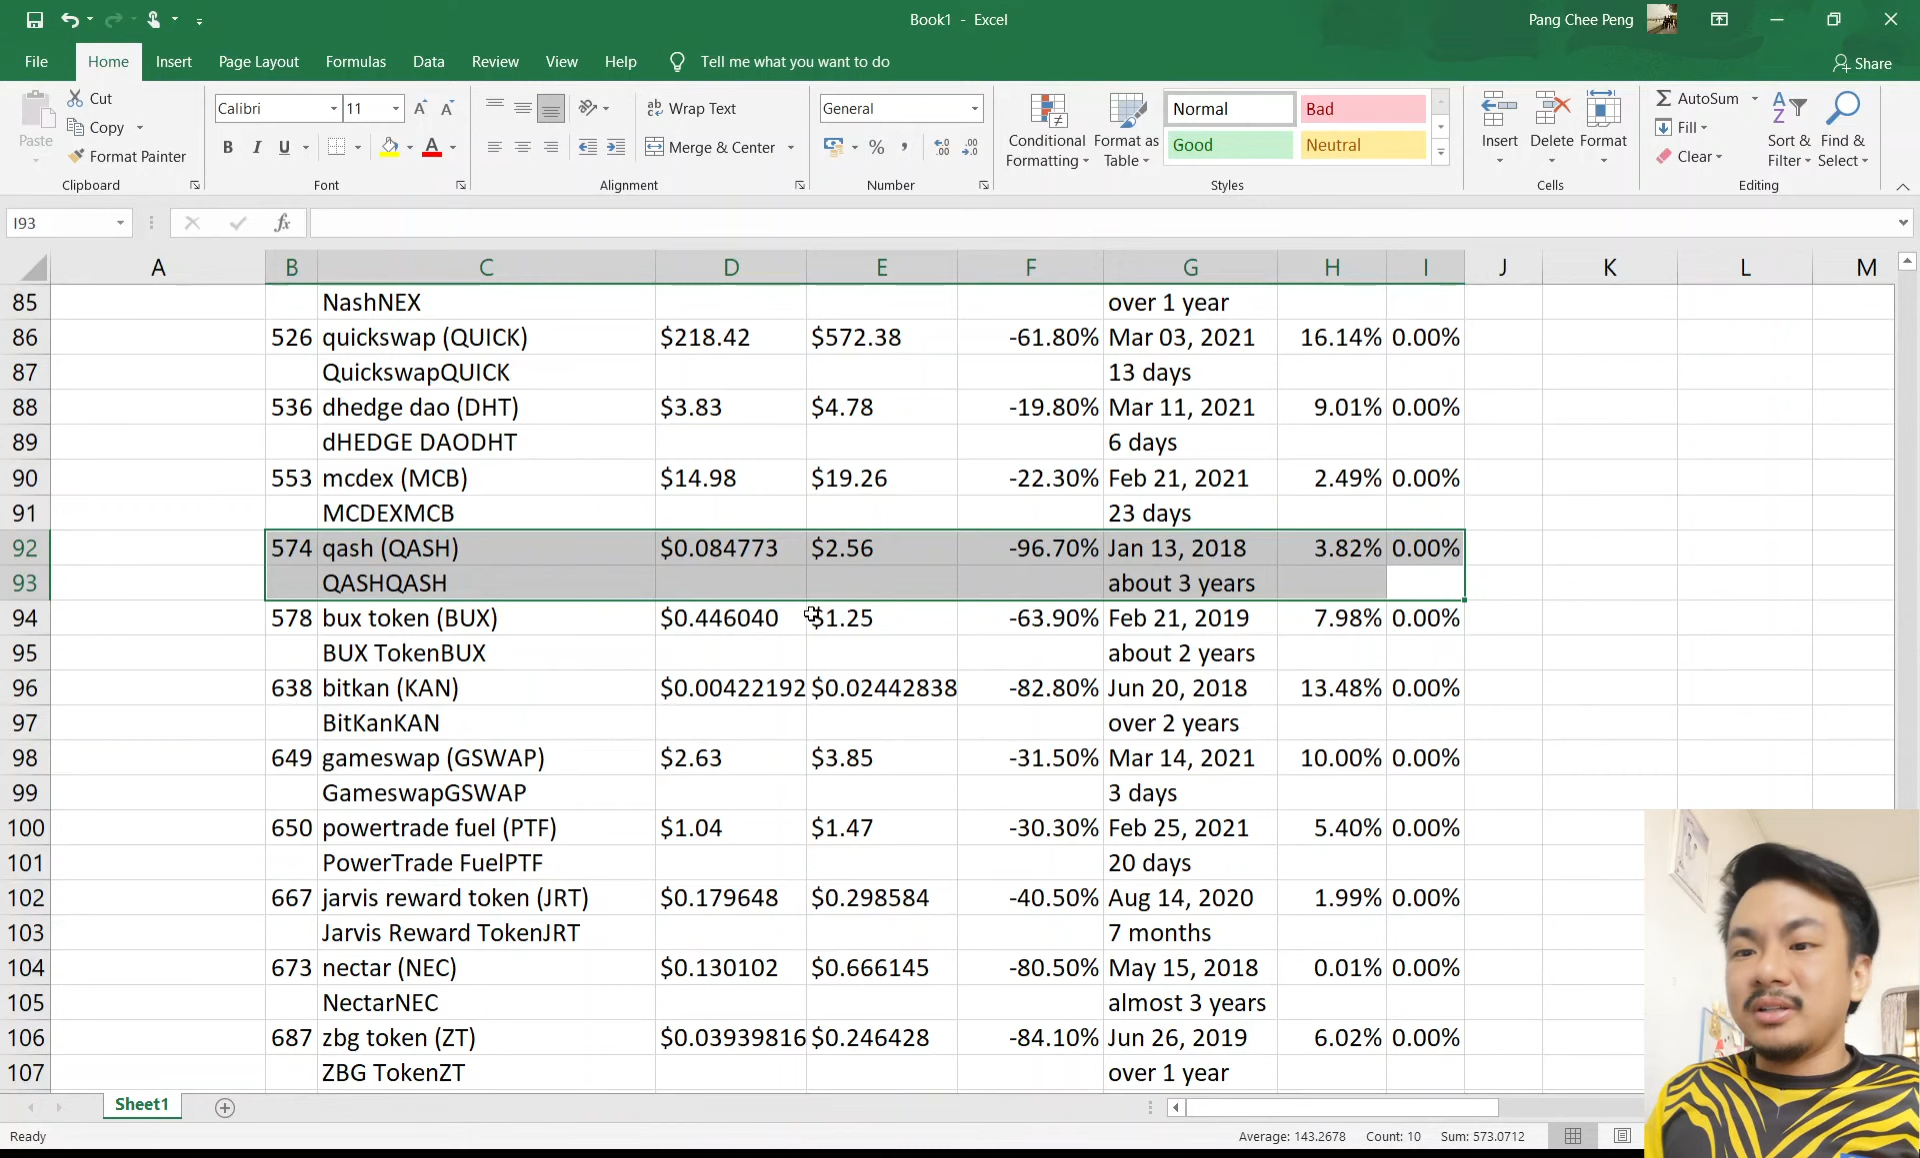 Book1 - Excel
Pang Chee Peng
File Home Insert Page Layout Formulas Data Review View Help Tell me what you want to do
Share
Cut
Copy
Format Painter
Paste
Clipboard
Calibri 11
B I U
Font
Wrap Text
Merge & Center
Alignment
General
Number
Conditional Formatting
Format as Table
Normal Bad
Good Neutral
Styles
Insert Delete Format
Cells
AutoSum
Fill
Clear
Sort & Filter
Find & Select
Editing
I93
fx
A B C D E F G H I J K L M
85 NashNEX over 1 year
86 526 quickswap (QUICK) $218.42 $572.38 -61.80% Mar 03, 2021 16.14% 0.00%
87 QuickswapQUICK 13 days
88 536 dhedge dao (DHT) $3.83 $4.78 -19.80% Mar 11, 2021 9.01% 0.00%
89 dHEDGE DAODHT 6 days
90 553 mcdex (MCB) $14.98 $19.26 -22.30% Feb 21, 2021 2.49% 0.00%
91 MCDEXMCB 23 days
92 574 qash (QASH) $0.084773 $2.56 -96.70% Jan 13, 2018 3.82% 0.00%
93 QASHQASH about 3 years
94 578 bux token (BUX) $0.446040 $1.25 -63.90% Feb 21, 2019 7.98% 0.00%
95 BUX TokenBUX about 2 years
96 638 bitkan (KAN) $0.00422192 $0.02442838 -82.80% Jun 20, 2018 13.48% 0.00%
97 BitKanKAN over 2 years
98 649 gameswap (GSWAP) $2.63 $3.85 -31.50% Mar 14, 2021 10.00% 0.00%
99 GameswapGSWAP 3 days
100 650 powertrade fuel (PTF) $1.04 $1.47 -30.30% Feb 25, 2021 5.40% 0.00%
101 PowerTrade FuelPTF 20 days
102 667 jarvis reward token (JRT) $0.179648 $0.298584 -40.50% Aug 14, 2020 1.99% 0.00%
103 Jarvis Reward TokenJRT 7 months
104 673 nectar (NEC) $0.130102 $0.666145 -80.50% May 15, 2018 0.01% 0.00%
105 NectarNEC almost 3 years
106 687 zbg token (ZT) $0.03939816 $0.246428 -84.10% Jun 26, 2019 6.02% 0.00%
107 ZBG TokenZT over 1 year
Sheet1
Ready
Average: 143.2678 Count: 10 Sum: 573.0712